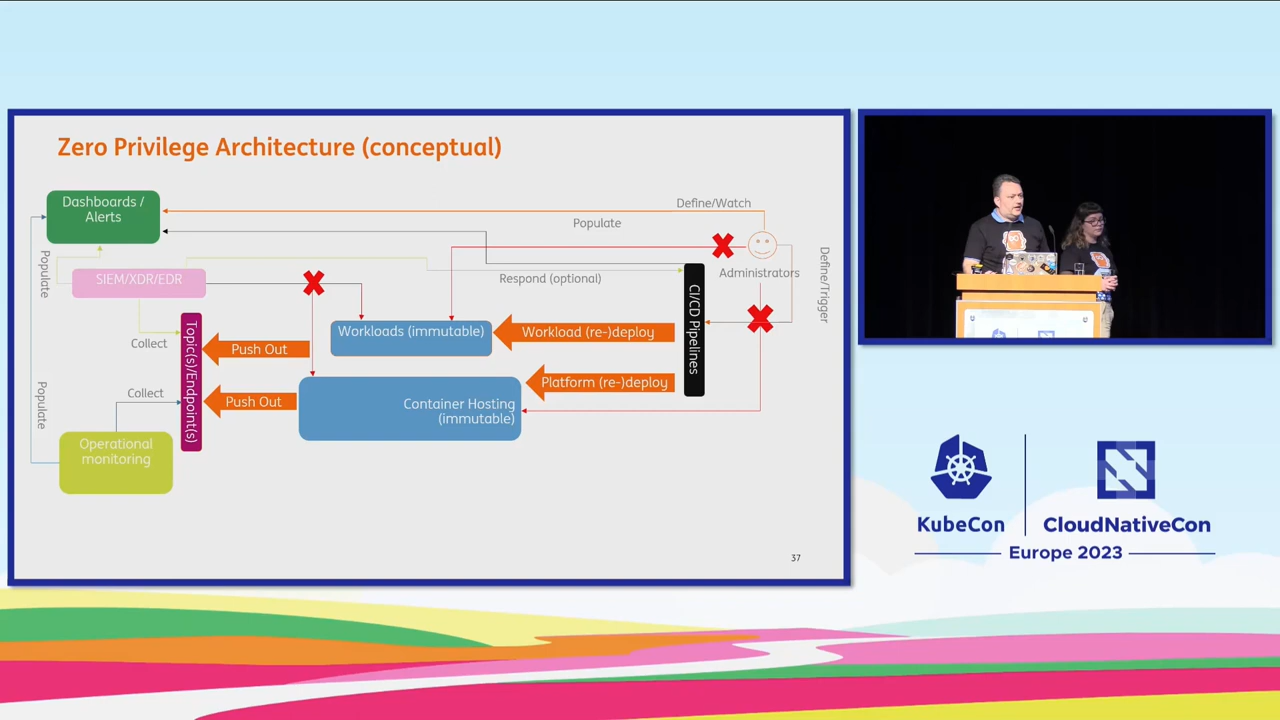 Zero Privilege Architecture (conceptual)
Dashboards /
Alerts
Define/Watch
Populate
Administrators
Define/Trigger
Populate
SIEM/XDR/EDR
Respond (optional)
CI/CD Pipelines
Workloads (immutable)
Workload (re-)deploy
Topic(s)/Endpoint(s)
Collect
Push Out
Platform (re-)deploy
Collect
Push Out
Container Hosting
(immutable)
Populate
Operational
monitoring
37
KubeCon
CloudNativeCon
Europe 2023